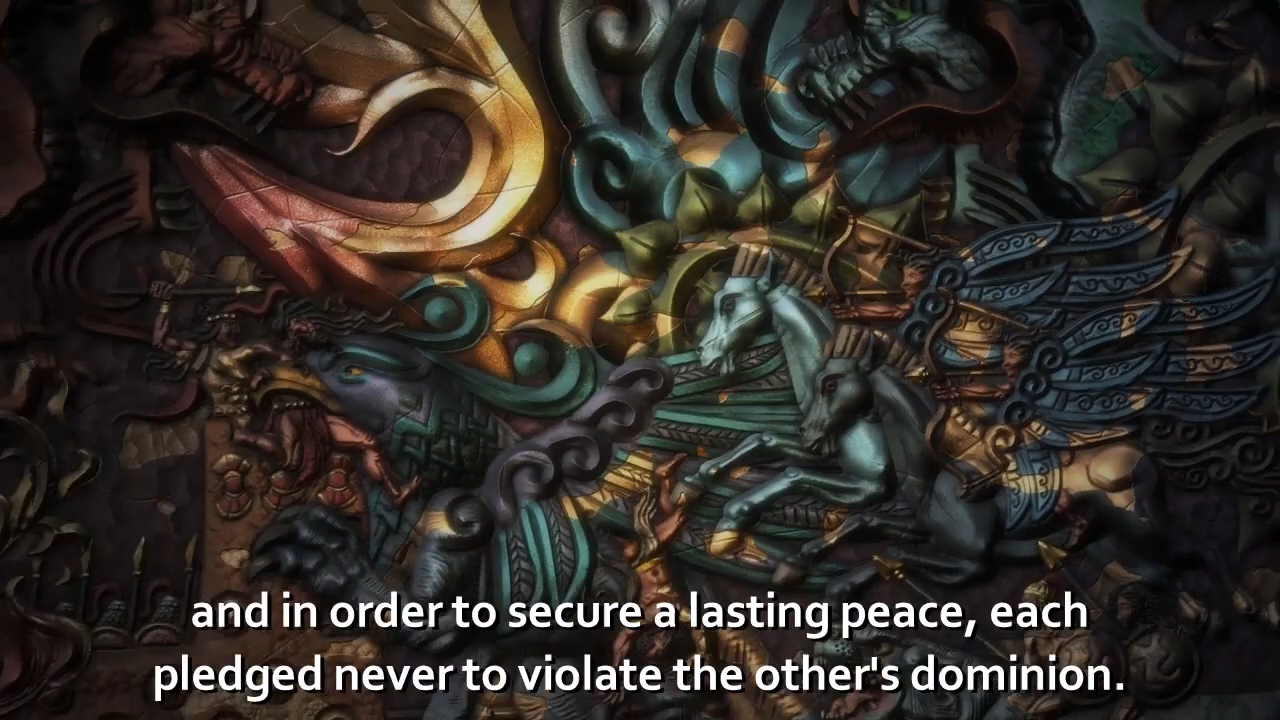 and in order to secure a lasting peace, each
pledged never to violate the other's dominion.